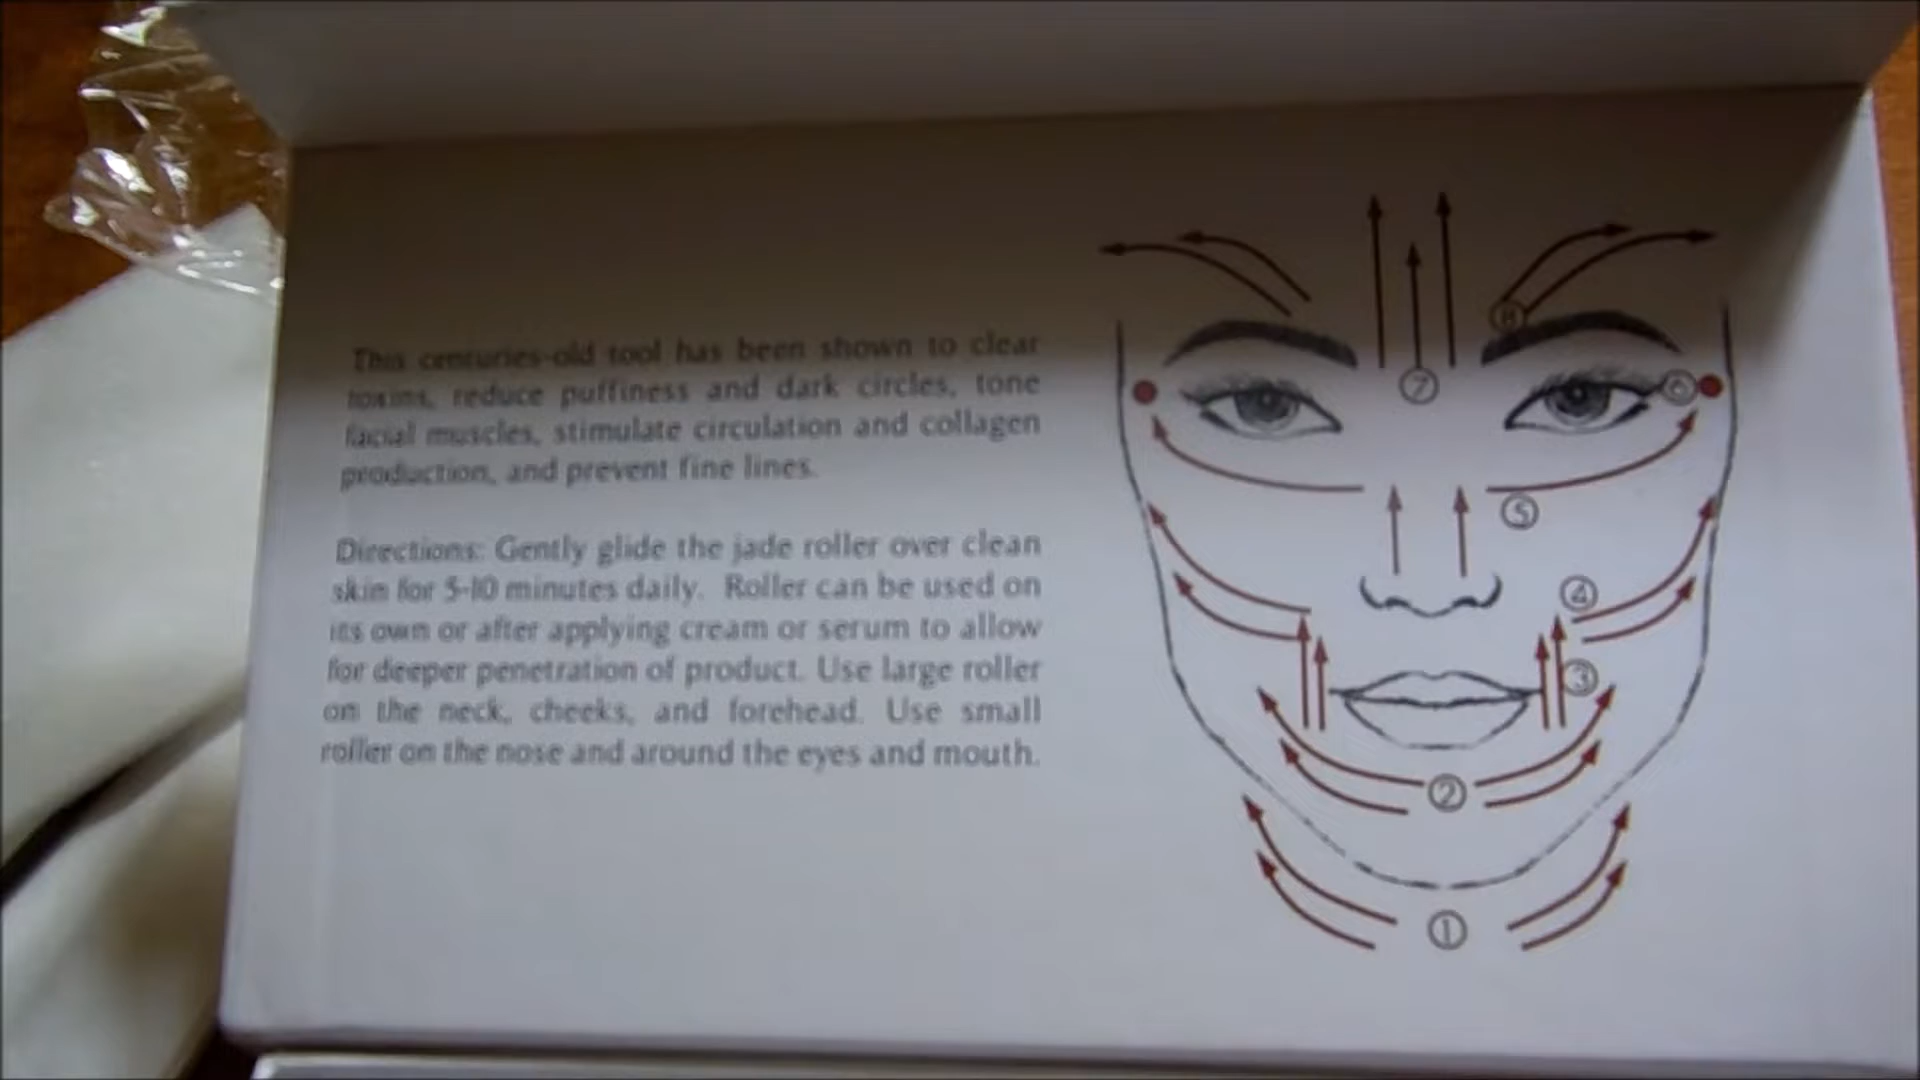 This centuries-old tool has been shown to clear
toxins, reduce puffiness and dark circles, tone
facial muscles, stimulate circulation and collagen
production, and prevent fine lines.
Directions: Gently glide the jade roller over clean
skin for 5-10 minutes daily. Roller can be used on
its own or after applying cream or serum to allow
for deeper penetration of product. Use large roller
on the neck, cheeks, and forehead. Use small
roller on the nose and around the eyes and mouth.
8
7
6
5
4
3
2
1